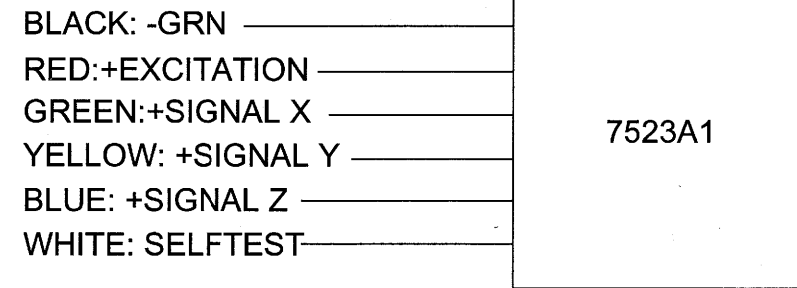 BLACK: -GRN
RED:+EXCITATION
GREEN:+SIGNAL X
YELLOW: +SIGNAL Y
BLUE: +SIGNAL Z
WHITE: SELFTEST
7523A1